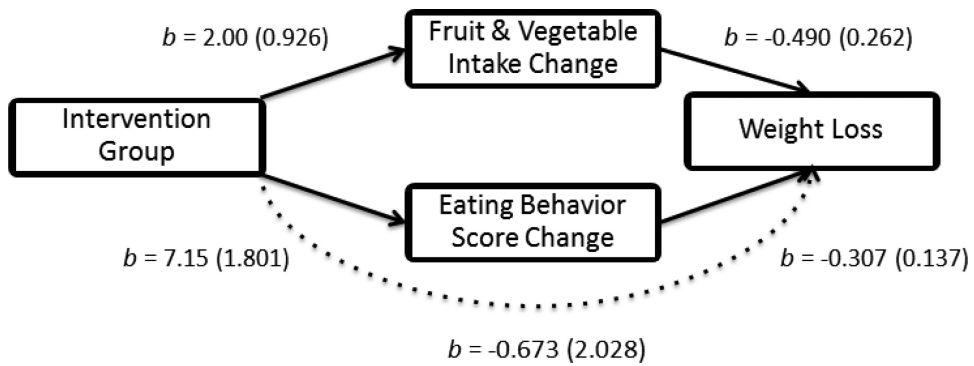 b = 2.00 (0.926)
Fruit & Vegetable
Intake Change
b = -0.490 (0.262)
Intervention
Group
Weight Loss
Eating Behavior
Score Change
b = 7.15 (1.801)
b = -0.307 (0.137)
b = -0.673 (2.028)